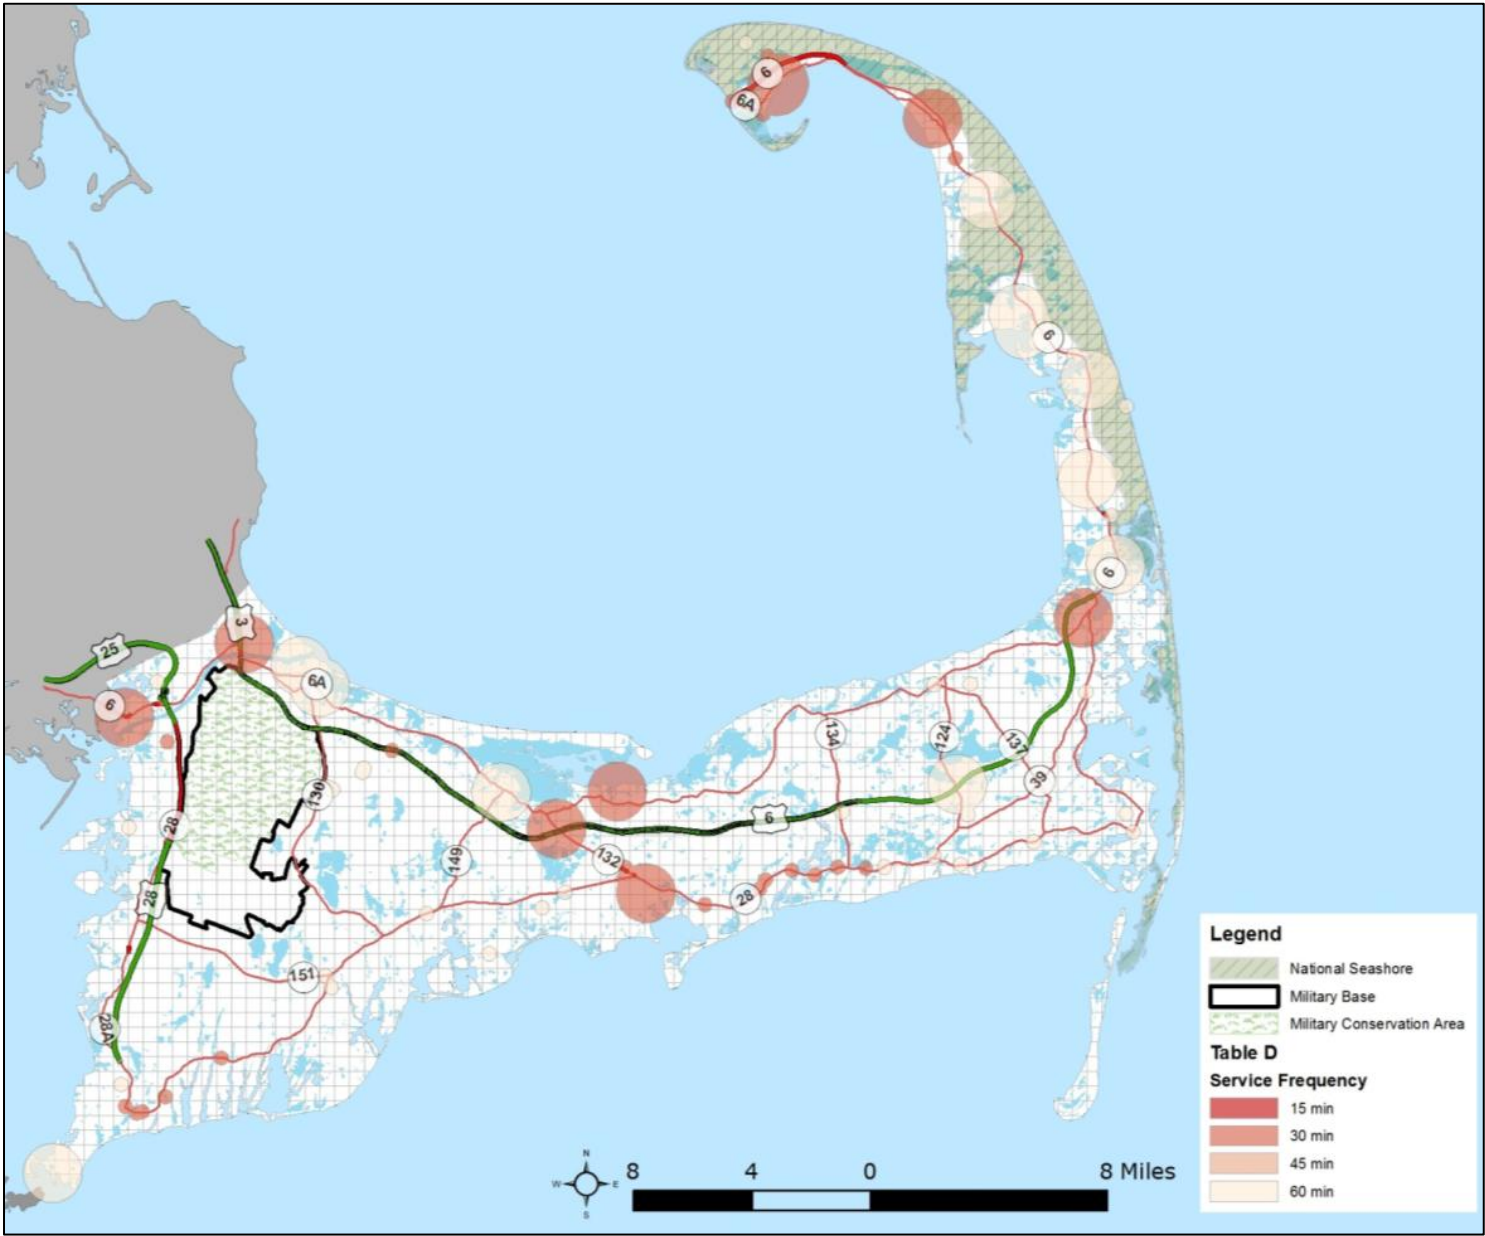 6
6A
6
6
3
25
6
6A
134
124
137
39
130
28
6
149
132
28
28
151
28A
Legend
National Seashore
Military Base
Military Conservation Area
Table D
Service Frequency
15 min
30 min
45 min
60 min
N
W E
S
8 4 0 8 Miles